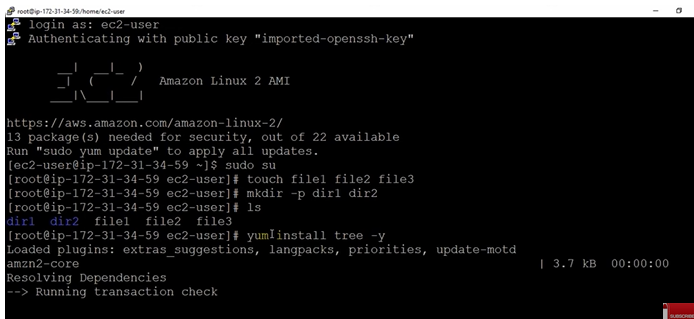 root@ip-172-31-34-59:/home/ec2-user
login as: ec2-user
Authenticating with public key "imported-openssh-key"
__|  __|_  )
_|  (     /   Amazon Linux 2 AMI
___|\___|___|
https://aws.amazon.com/amazon-linux-2/
13 package(s) needed for security, out of 22 available
Run "sudo yum update" to apply all updates.
[ec2-user@ip-172-31-34-59 ~]$ sudo su
[root@ip-172-31-34-59 ec2-user]# touch file1 file2 file3
[root@ip-172-31-34-59 ec2-user]# mkdir -p dir1 dir2
[root@ip-172-31-34-59 ec2-user]# ls
dir1  dir2  file1  file2  file3
[root@ip-172-31-34-59 ec2-user]# yum install tree -y
Loaded plugins: extras_suggestions, langpacks, priorities, update-motd
amzn2-core | 3.7 kB  00:00:00
Resolving Dependencies
--> Running transaction check
SUBSCRIBE